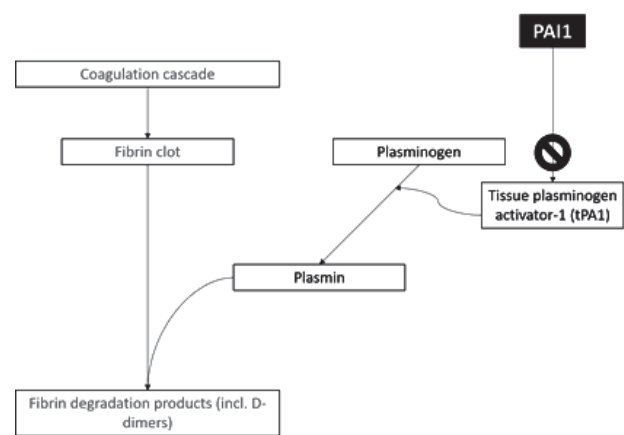 PAI1
Coagulation cascade
Fibrin clot
Plasminogen
Tissue plasminogen
activator-1 (tPA1)
Plasmin
Fibrin degradation products (incl. D-
dimers)